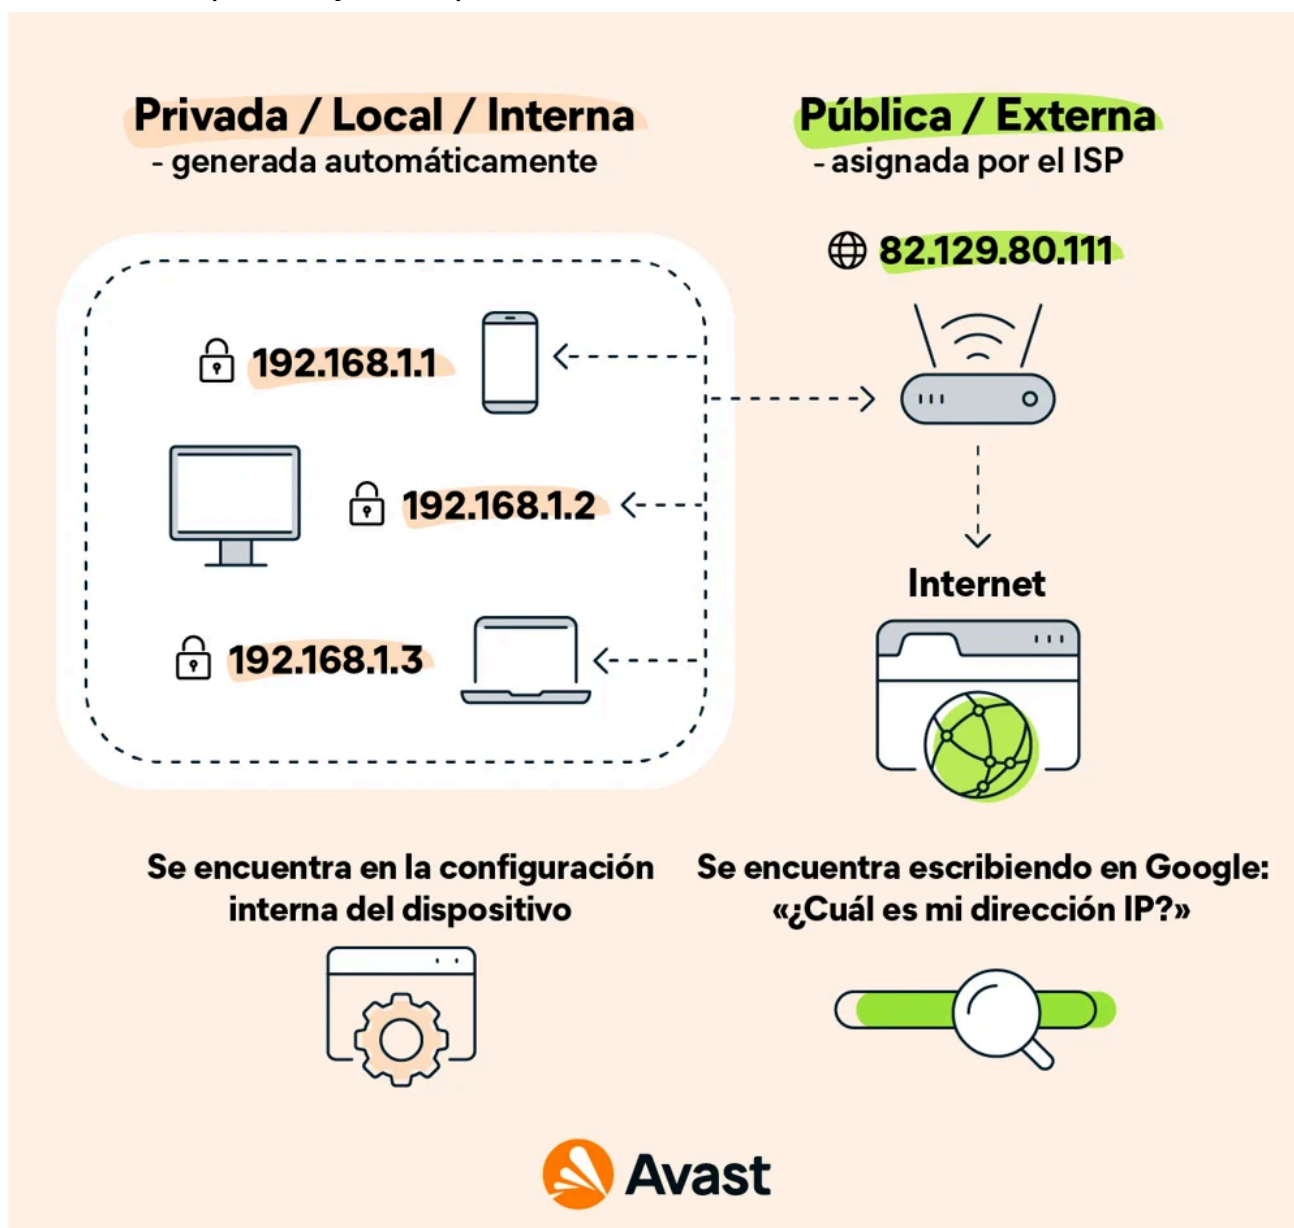 Privada / Local / Interna
- generada automáticamente
Pública / Externa
- asignada por el ISP
82.129.80.111
192.168.1.1
192.168.1.2
192.168.1.3
Internet
Se encuentra en la configuración
interna del dispositivo
Se encuentra escribiendo en Google:
«¿Cuál es mi dirección IP?»
Avast